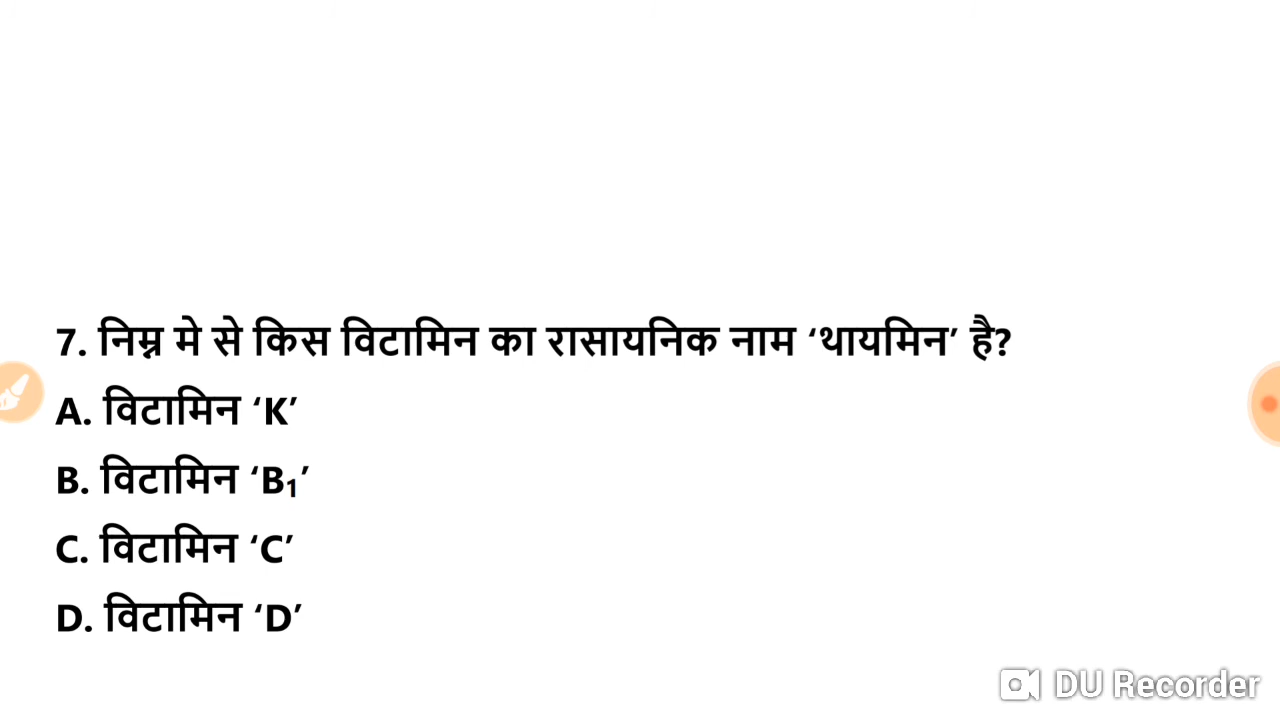 7. निम्न मे से किस विटामिन का रासायनिक नाम ‘थायमिन’ है?
A. विटामिन ‘K’
B. विटामिन ‘B₁’
C. विटामिन ‘C’
D. विटामिन ‘D’
DU Recorder